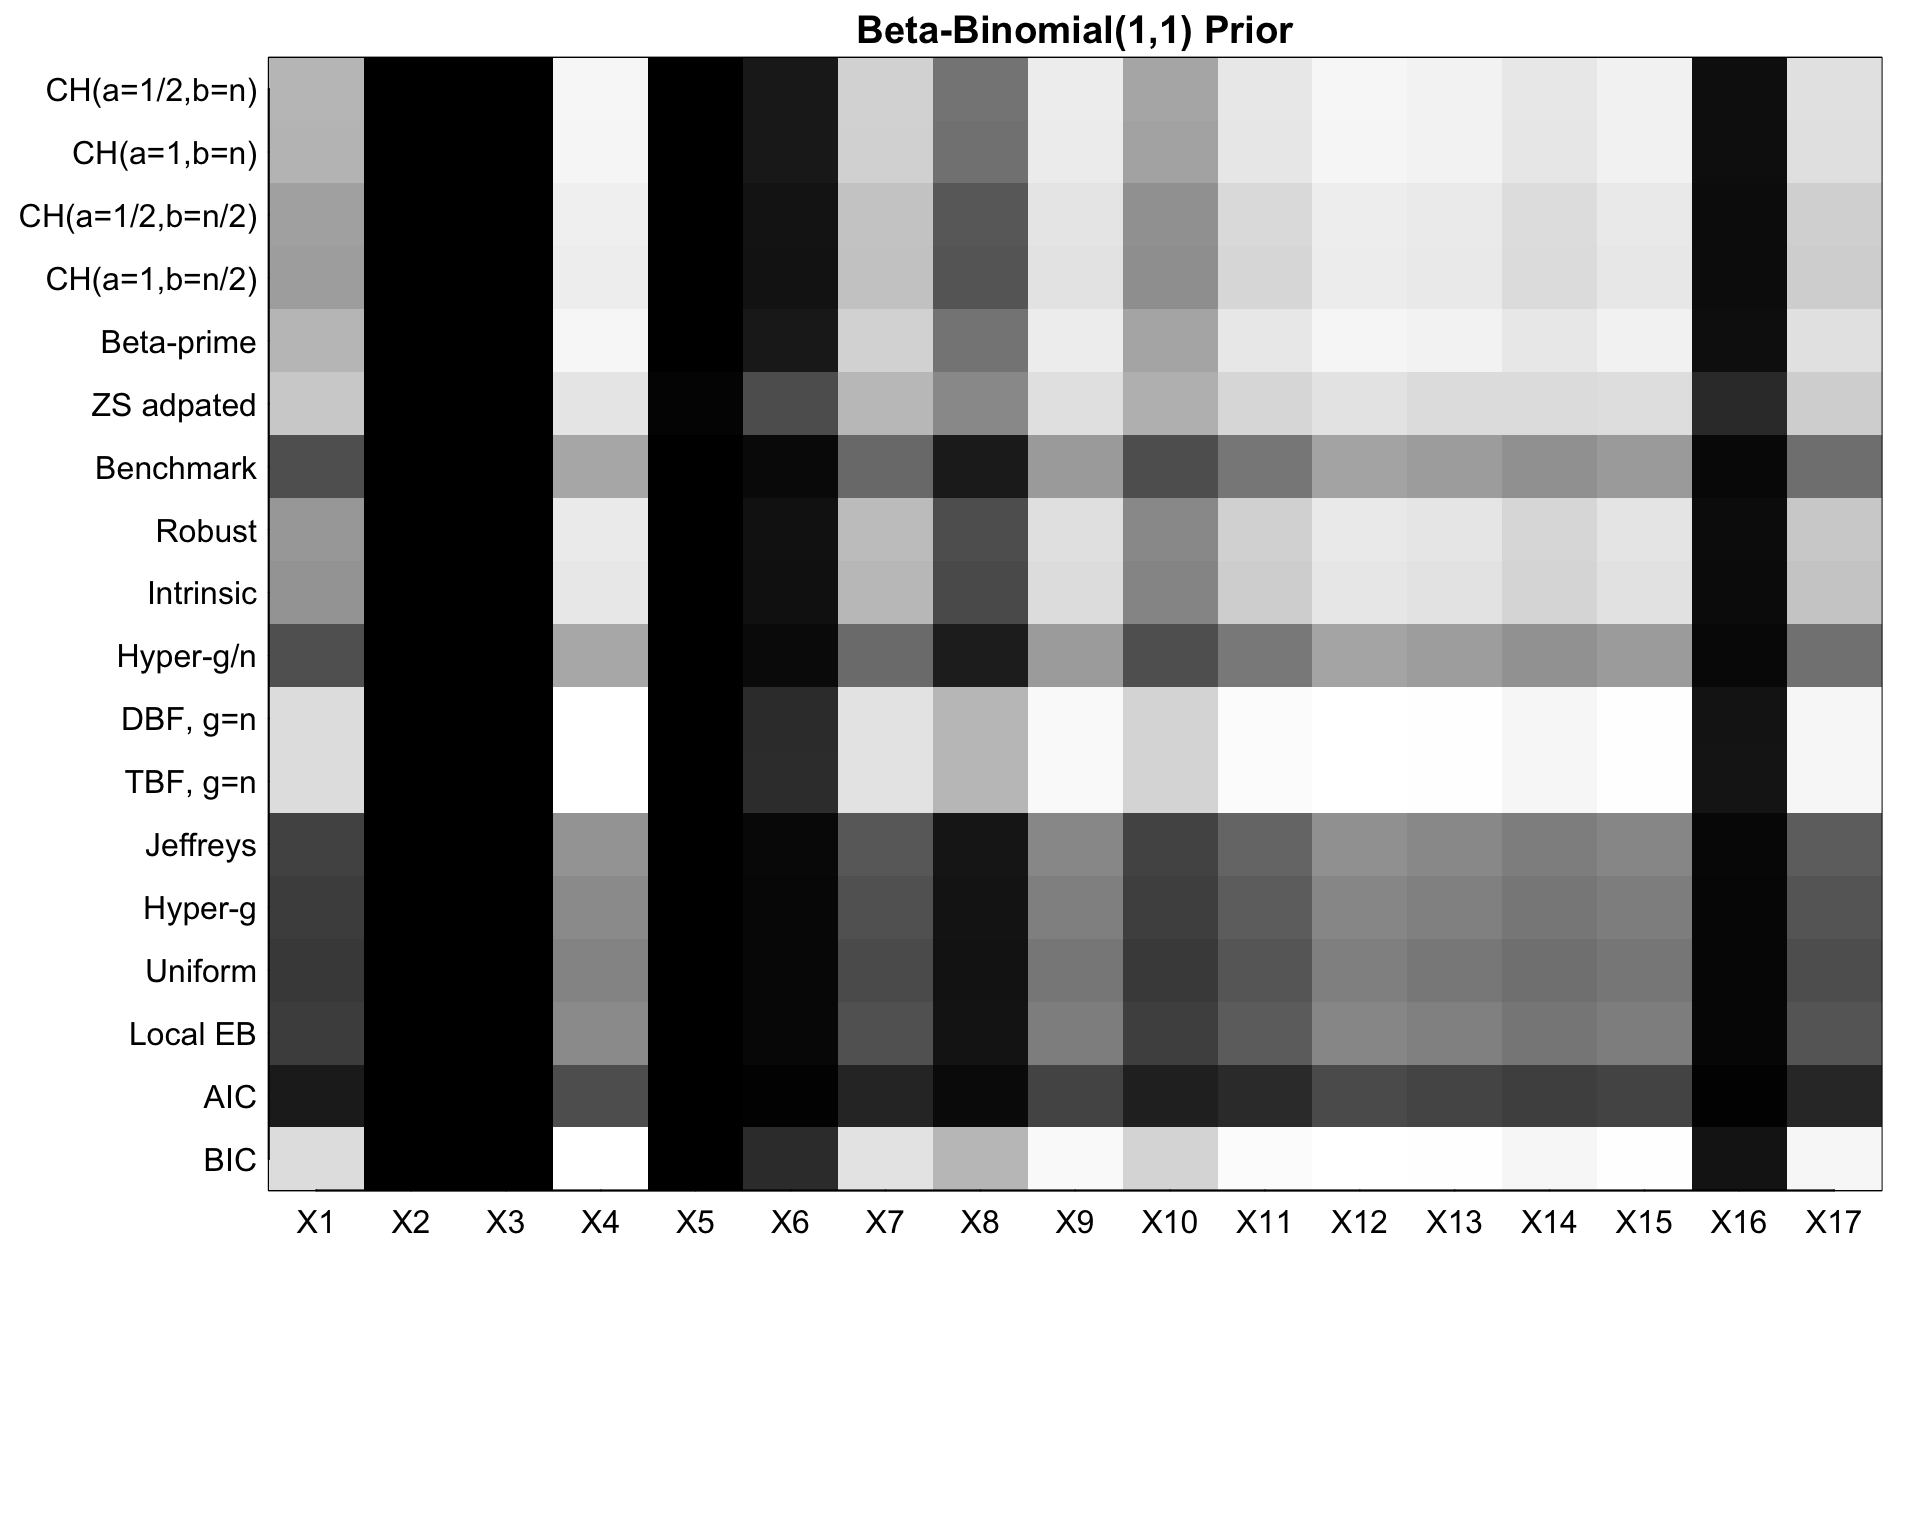 Beta-Binomial(1,1) Prior
CH(a=1/2,b=n)
CH(a=1,b=n)
CH(a=1/2,b=n/2)
CH(a=1,b=n/2)
Beta-prime
ZS adpated
Benchmark
Robust
Intrinsic
Hyper-g/n
DBF, g=n
TBF, g=n
Jeffreys
Hyper-g
Uniform
Local EB
AIC
BIC
X1 X2 X3 X4 X5 X6 X7 X8 X9 X10 X11 X12 X13 X14 X15 X16 X17